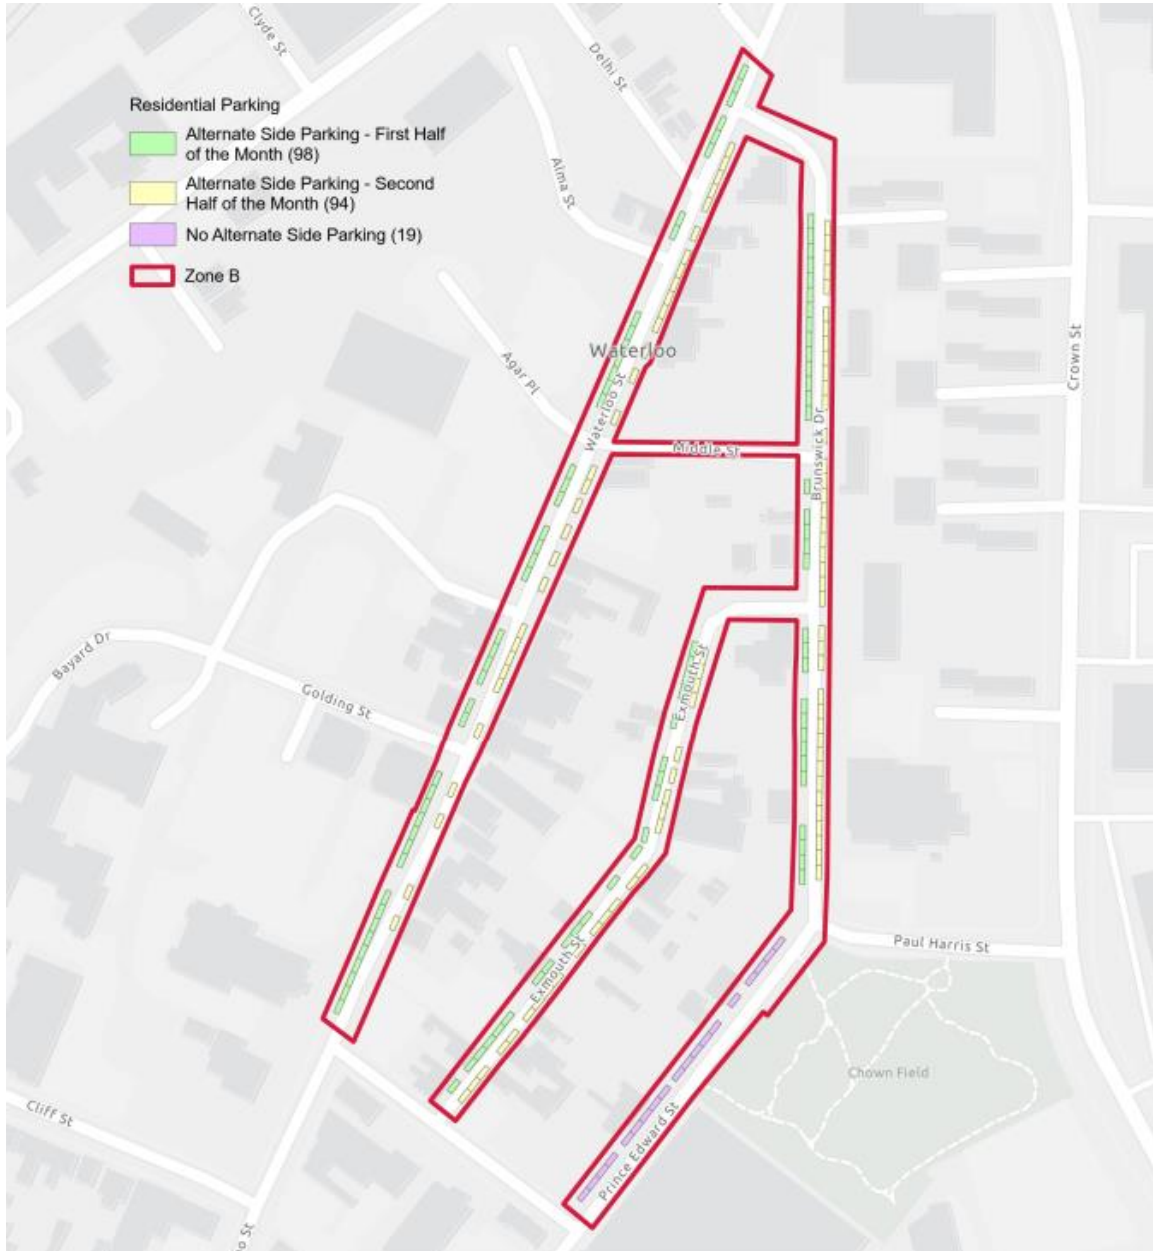 Clyde St
Delhi St
Residential Parking
Alternate Side Parking - First Half
of the Month (98)
Alternate Side Parking - Second
Half of the Month (94)
No Alternate Side Parking (19)
Zone B
Alma St
Waterloo
Agar Pl
Waterloo St
Crown St
Middle St
Brunswick Dr
Bayard Dr
Golding St
Exmouth St
Exmouth St
Paul Harris St
Chown Field
Prince Edward St
Cliff St
o St